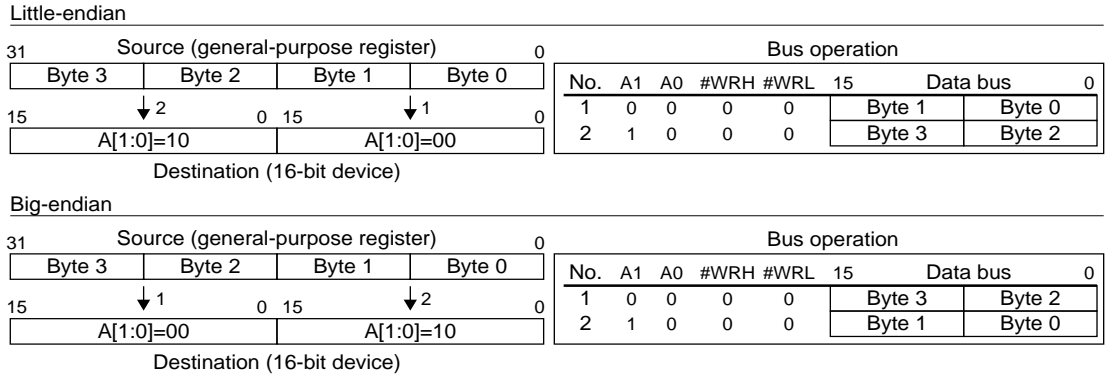 Little-endian
31 Source (general-purpose register) 0
Byte 3 Byte 2 Byte 1 Byte 0
2 1
15 0 15 0
A[1:0]=10 A[1:0]=00
Destination (16-bit device)
Bus operation
No. A1 A0 #WRH #WRL 15 Data bus 0
1 0 0 0 0 Byte 1 Byte 0
2 1 0 0 0 Byte 3 Byte 2
Big-endian
31 Source (general-purpose register) 0
Byte 3 Byte 2 Byte 1 Byte 0
1 2
15 0 15 0
A[1:0]=00 A[1:0]=10
Destination (16-bit device)
Bus operation
No. A1 A0 #WRH #WRL 15 Data bus 0
1 0 0 0 0 Byte 3 Byte 2
2 1 0 0 0 Byte 1 Byte 0